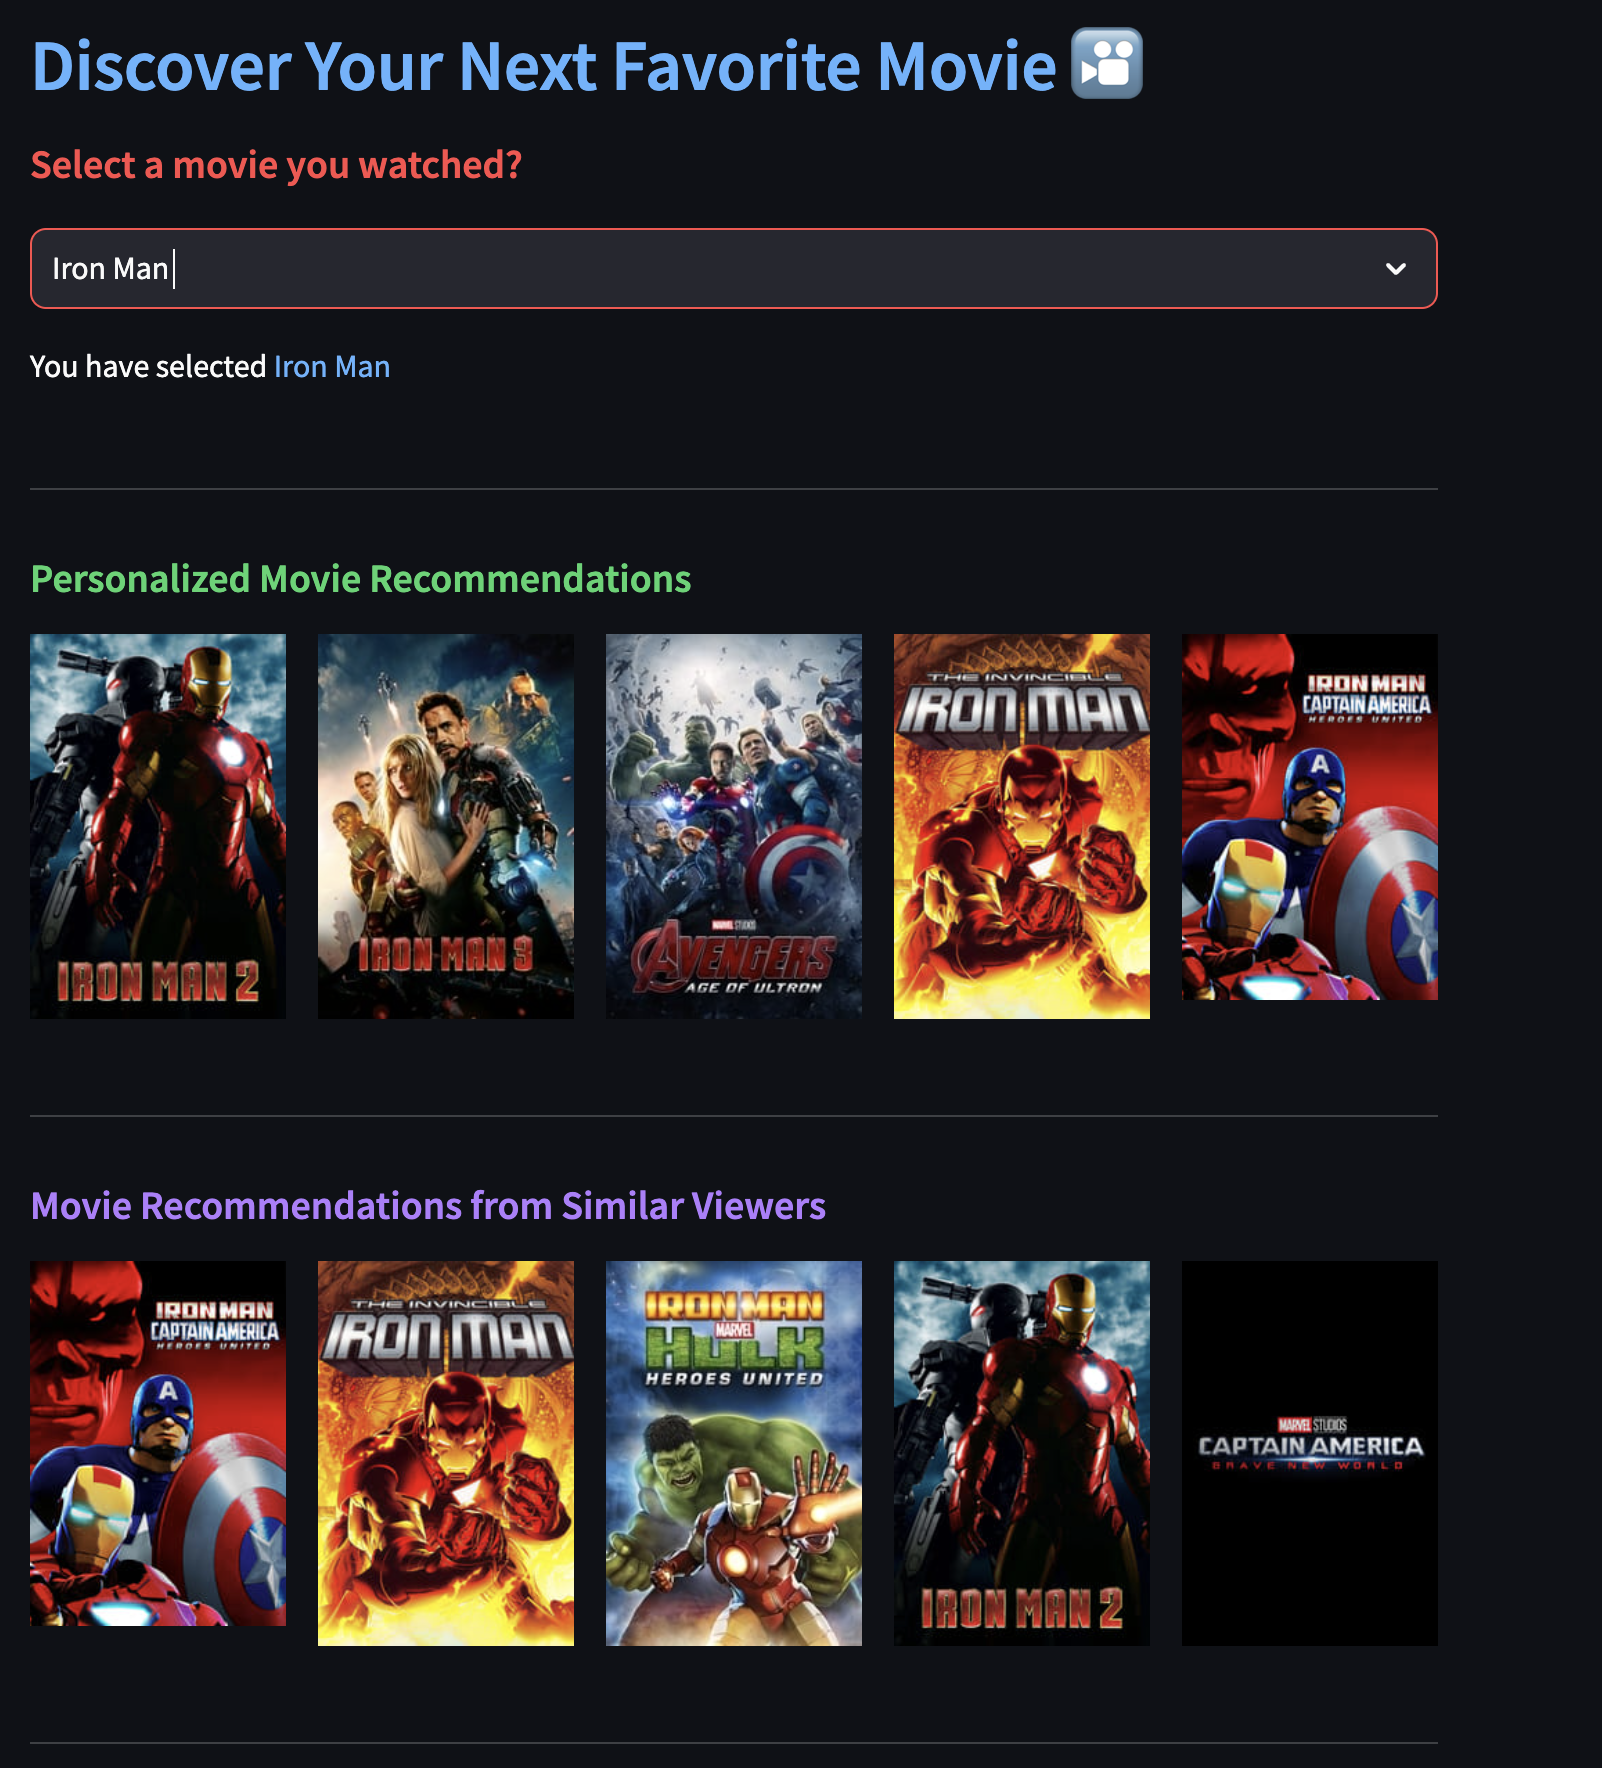 Discover Your Next Favorite Movie
Select a movie you watched?
Iron Man
You have selected Iron Man
Personalized Movie Recommendations
IRON MAN 2
IRON MAN 3
MARVEL STUDIOS
AVENGERS
AGE OF ULTRON
THE INVINCIBLE
IRON MAN
IRON MAN
CAPTAIN AMERICA
HEROES UNITED
A
Movie Recommendations from Similar Viewers
IRON MAN
CAPTAIN AMERICA
HEROES UNITED
A
THE INVINCIBLE
IRON MAN
IRON MAN
MARVEL
HULK
HEROES UNITED
IRON MAN 2
MARVEL STUDIOS
CAPTAIN AMERICA
BRAVE NEW WORLD